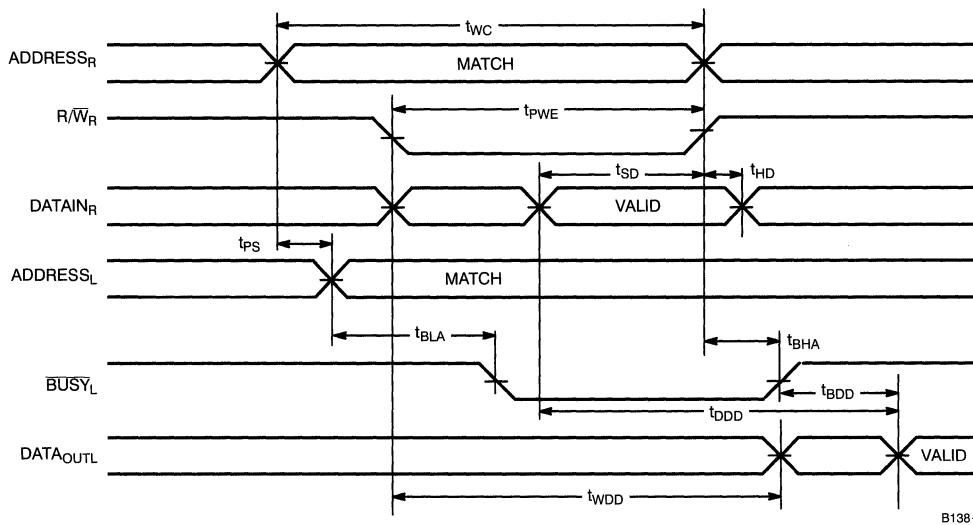 tWC
ADDRESSR
MATCH
R/W̅R
tPWE
tSD
tHD
DATAINR
VALID
tPS
ADDRESSL
MATCH
tBLA
tBHA
B̅U̅S̅Y̅L
tBDD
tDDD
DATAOUTL
VALID
tWDD
B138-